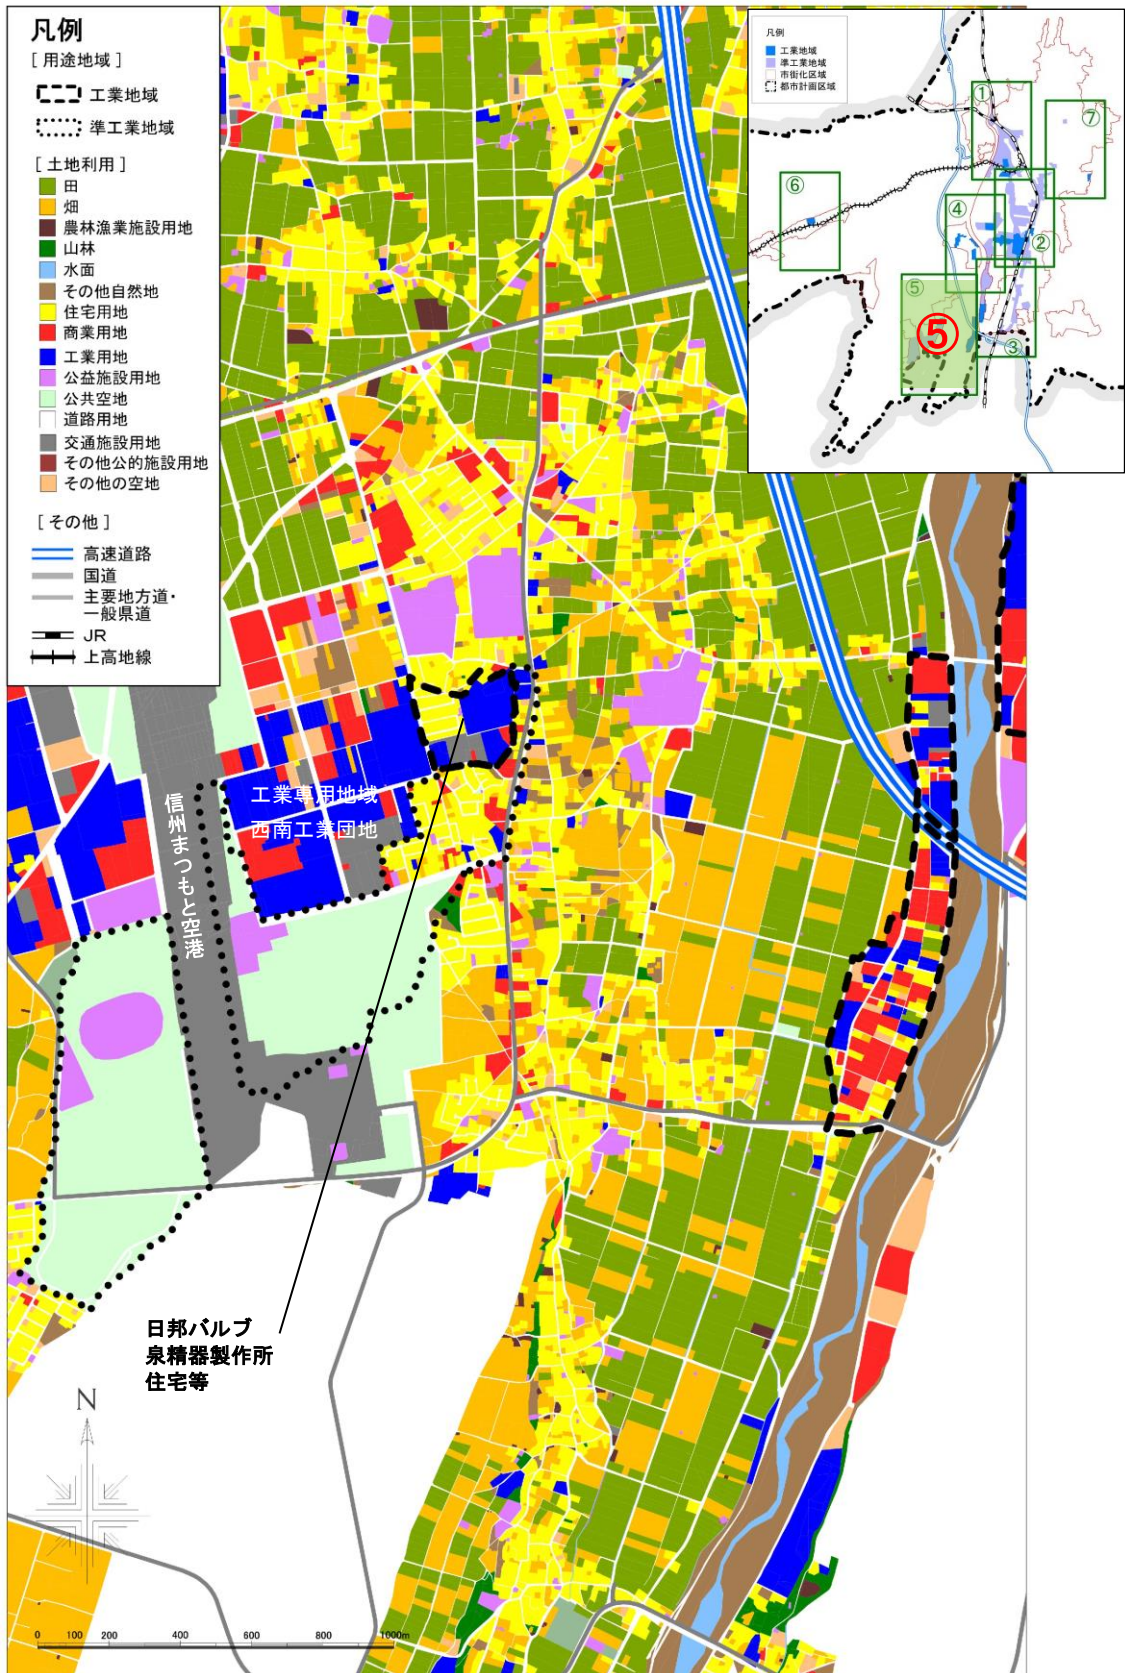 凡例
[ 用途地域 ]
工業地域
準工業地域
[ 土地利用 ]
田
畑
農林漁業施設用地
山林
水面
その他自然地
住宅用地
商業用地
工業用地
公益施設用地
公共空地
道路用地
交通施設用地
その他公的施設用地
その他の空地
[ その他 ]
高速道路
国道
主要地方道・
一般県道
JR
上高地線
凡例
工業地域
準工業地域
市街化区域
都市計画区域
①
⑦
⑥
④
②
⑤
⑤
③
工業専用地域
西南工業団地
信州まつもと空港
日邦バルブ
泉精器製作所
住宅等
N
0 100 200 400 600 800 1000m